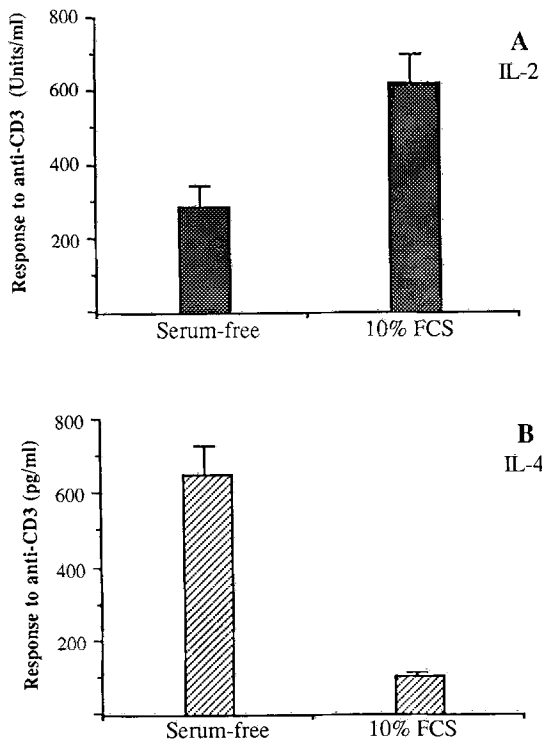 800
600
400
200
Response to anti-CD3 (Units/ml)
A
IL-2
Serum-free
10% FCS
800
600
400
200
Response to anti-CD3 (pg/ml)
B
IL-4
Serum-free
10% FCS